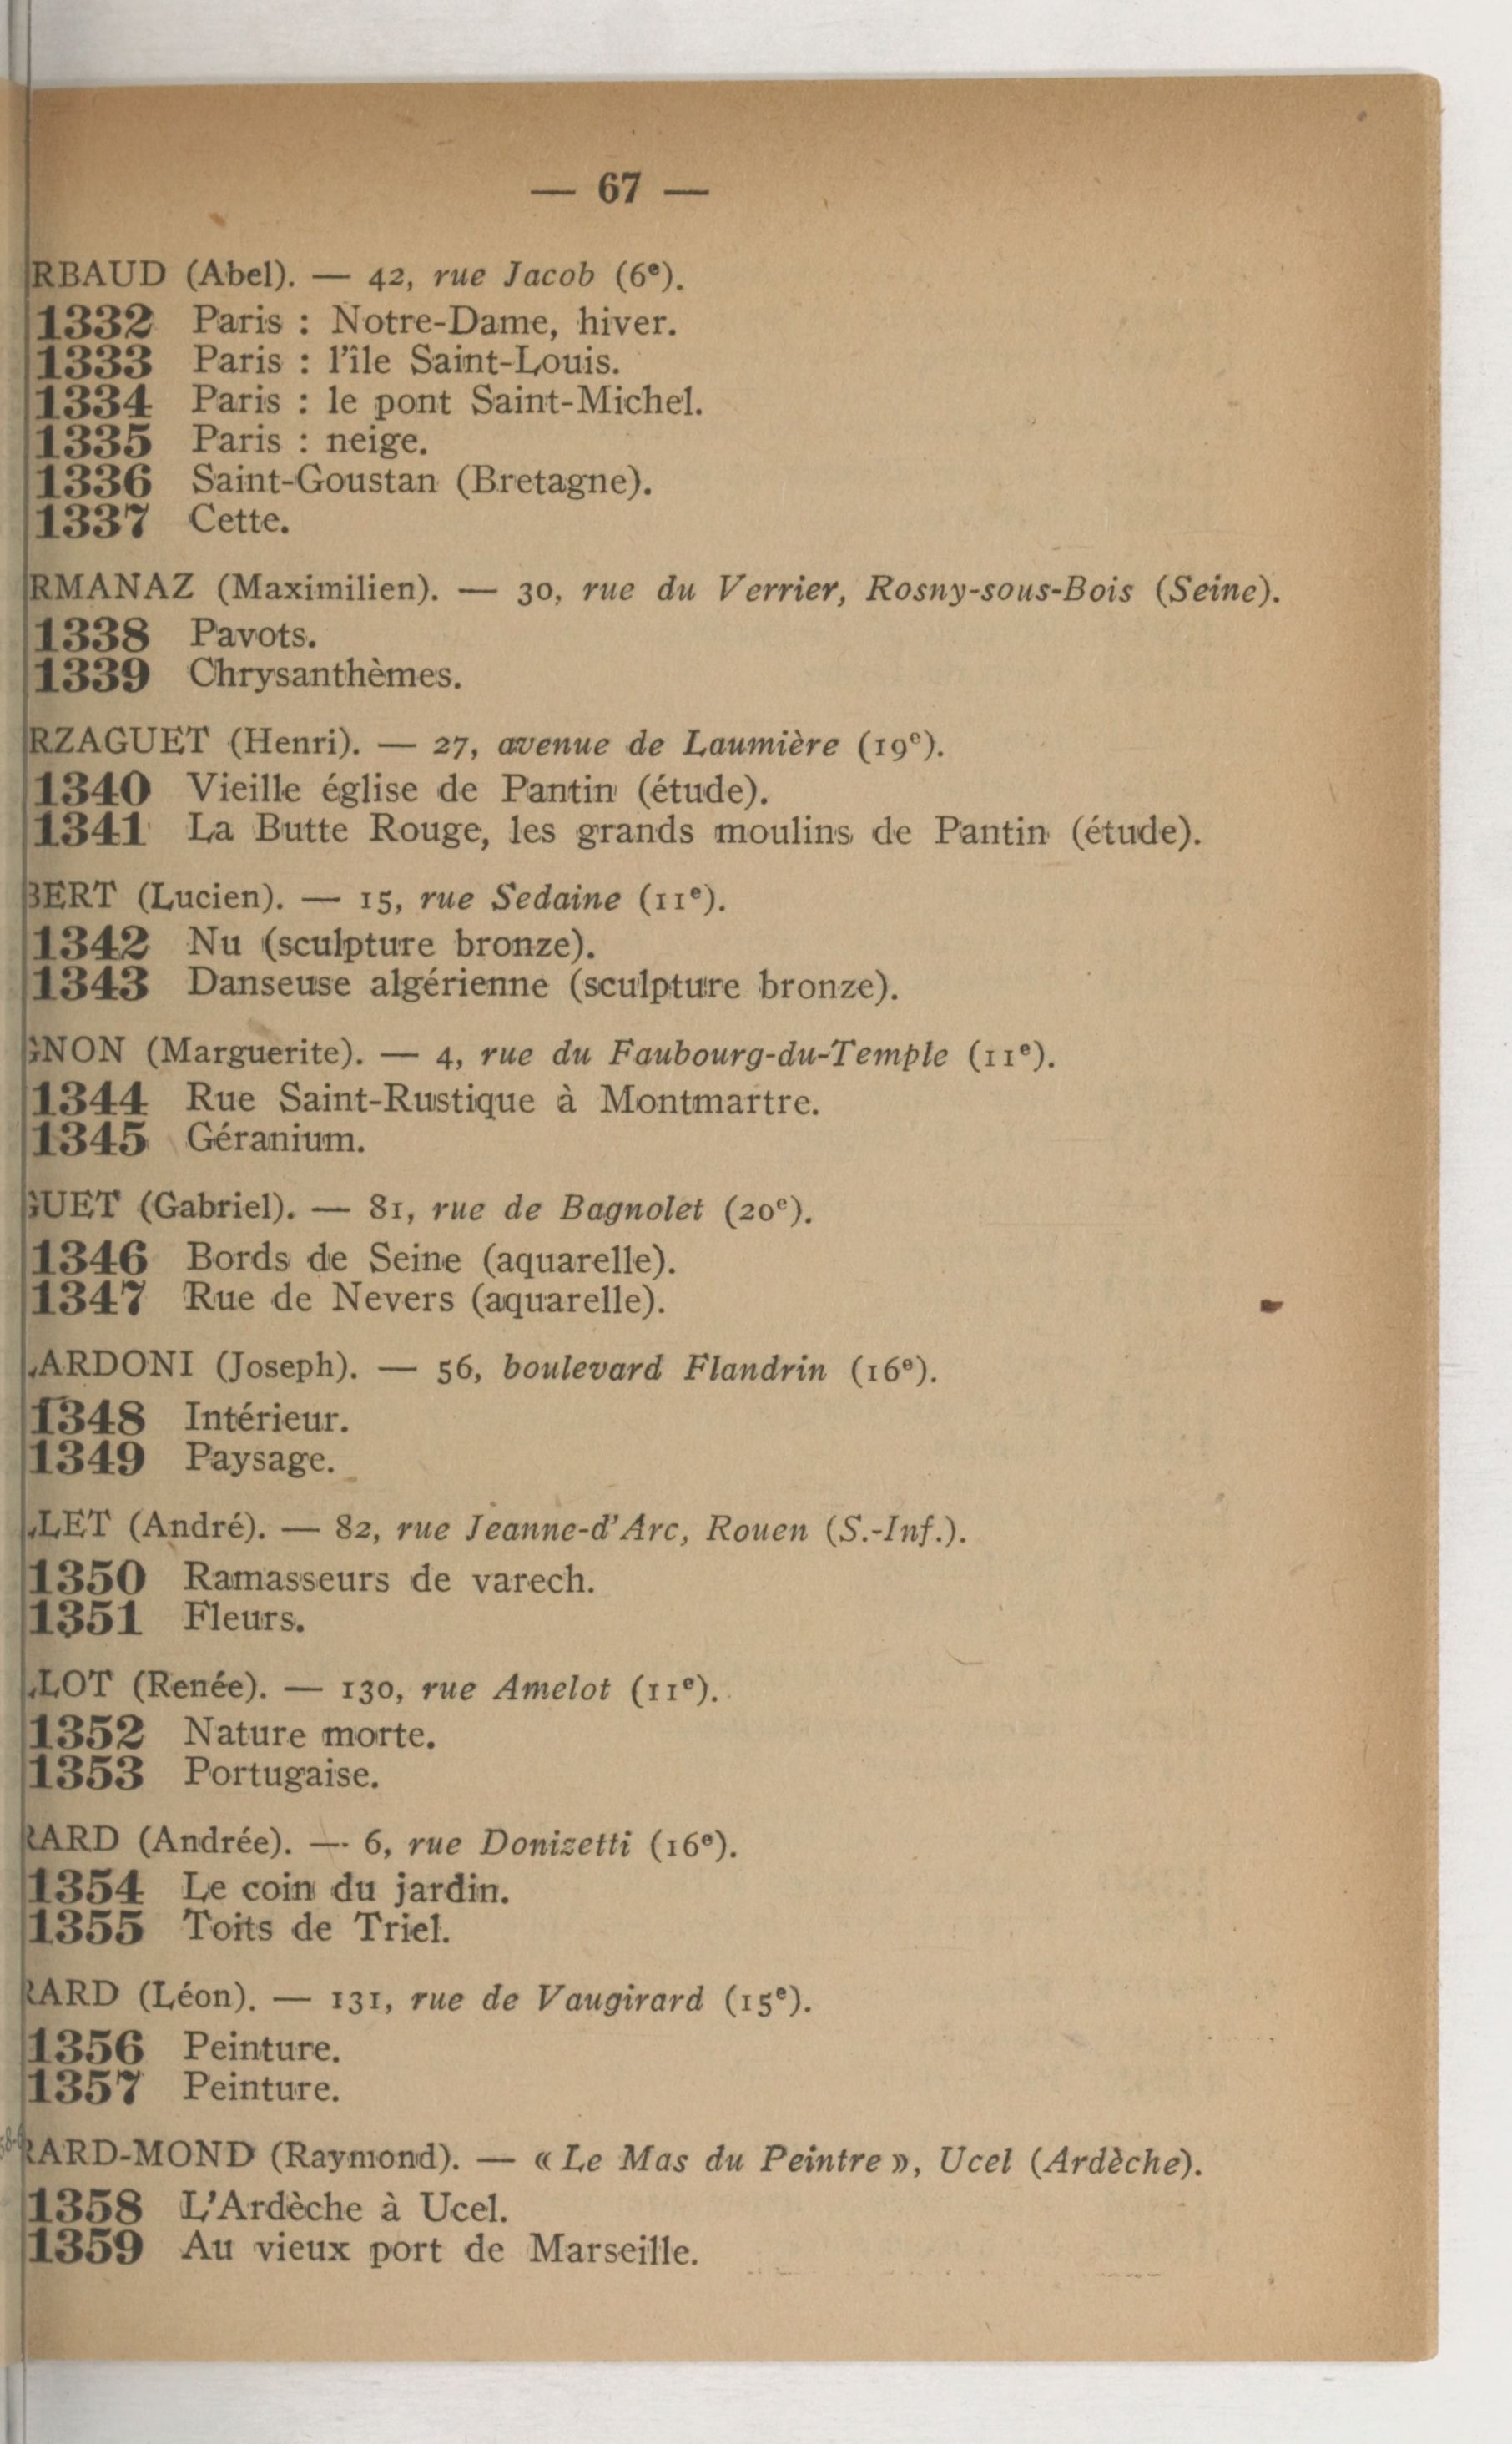 — 67 —
RBAUD (Abel). — 42, rue Jacob (6e).
1332 Paris : Notre-Dame, hiver.
1333 Paris : l'île Saint-Louis.
1334 Paris : le pont Saint-Michel.
1335 Paris : neige.
1336 Saint-Goustan (Bretagne).
1337 Cette.
RMANAZ (Maximilien). — 30, rue du Verrier, Rosny-sous-Bois (Seine).
1338 Pavots.
1339 Chrysanthèmes.
RZAGUET (Henri). — 27, avenue de Laumière (19e).
1340 Vieille église de Pantin (étude).
1341 La Butte Rouge, les grands moulins de Pantin (étude).
BERT (Lucien). — 15, rue Sedaine (11e).
1342 Nu (sculpture bronze).
1343 Danseuse algérienne (sculpture bronze).
GNON (Marguerite). — 4, rue du Faubourg-du-Temple (11e).
1344 Rue Saint-Rustique à Montmartre.
1345 Géranium.
GUET (Gabriel). — 81, rue de Bagnolet (20e).
1346 Bords de Seine (aquarelle).
1347 Rue de Nevers (aquarelle).
LARDONI (Joseph). — 56, boulevard Flandrin (16e).
1348 Intérieur.
1349 Paysage.
LLET (André). — 82, rue Jeanne-d'Arc, Rouen (S.-Inf.).
1350 Ramasseurs de varech.
1351 Fleurs.
LLOT (Renée). — 130, rue Amelot (11e).
1352 Nature morte.
1353 Portugaise.
RARD (Andrée). — 6, rue Donizetti (16e).
1354 Le coin du jardin.
1355 Toits de Triel.
RARD (Léon). — 131, rue de Vaugirard (15e).
1356 Peinture.
1357 Peinture.
RARD-MOND (Raymond). — « Le Mas du Peintre », Ucel (Ardèche).
1358 L'Ardèche à Ucel.
1359 Au vieux port de Marseille.